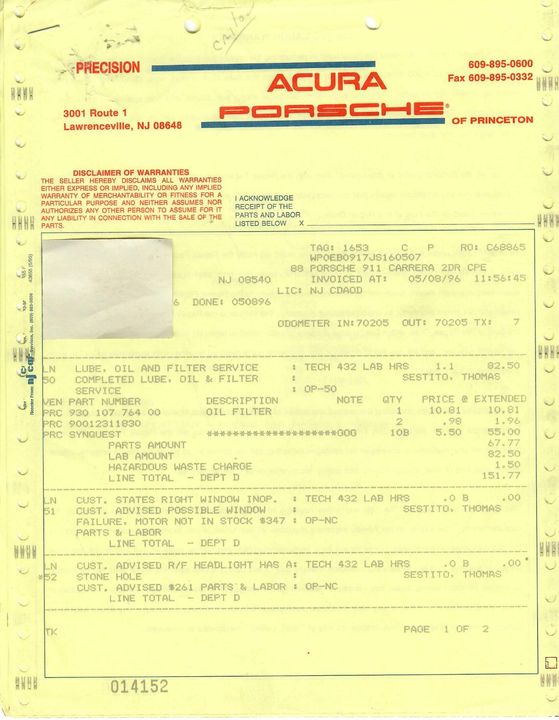 PRECISION
ACURA
PORSCHE®
OF PRINCETON
609-895-0600
Fax 609-895-0332
3001 Route 1
Lawrenceville, NJ 08648
DISCLAIMER OF WARRANTIES
THE SELLER HEREBY DISCLAIMS ALL WARRANTIES
EITHER EXPRESS OR IMPLIED, INCLUDING ANY IMPLIED
WARRANTY OF MERCHANTABILITY OR FITNESS FOR A
PARTICULAR PURPOSE AND NEITHER ASSUMES NOR
AUTHORIZES ANY OTHER PERSON TO ASSUME FOR IT
ANY LIABILITY IN CONNECTION WITH THE SALE OF THE
PARTS.
I ACKNOWLEDGE
RECEIPT OF THE
PARTS AND LABOR
LISTED BELOW X
TAG: 1653 C P RO: C68865
WP0EB0917JS160507
88 PORSCHE 911 CARRERA 2DR CPE
NJ 08540 INVOICED AT: 05/08/96 11:56:45
LIC: NJ CDAOD
6 DONE: 050896
ODOMETER IN:70205 OUT: 70205 TX: 7
LN LUBE, OIL AND FILTER SERVICE : TECH 432 LAB HRS 1.1 82.50
50 COMPLETED LUBE, OIL & FILTER : SESTITO, THOMAS
SERVICE : OP-50
VEN PART NUMBER DESCRIPTION NOTE QTY PRICE @ EXTENDED
PRC 930 107 764 00 OIL FILTER 1 10.81 10.81
PRC 90012311830 2 .98 1.96
PRC SYNQUEST ********************GOG 10B 5.50 55.00
PARTS AMOUNT 67.77
LAB AMOUNT 82.50
HAZARDOUS WASTE CHARGE 1.50
LINE TOTAL - DEPT D 151.77
LN CUST. STATES RIGHT WINDOW INOP. : TECH 432 LAB HRS .0 B .00
51 CUST. ADVISED POSSIBLE WINDOW : SESTITO, THOMAS
FAILURE. MOTOR NOT IN STOCK $347 : OP-NC
PARTS & LABOR
LINE TOTAL - DEPT D
LN CUST. ADVISED R/F HEADLIGHT HAS A: TECH 432 LAB HRS .0 B .00*
*52 STONE HOLE : SESTITO, THOMAS
CUST. ADVISED $261 PARTS & LABOR : OP-NC
LINE TOTAL - DEPT D
TK PAGE 1 OF 2
014152